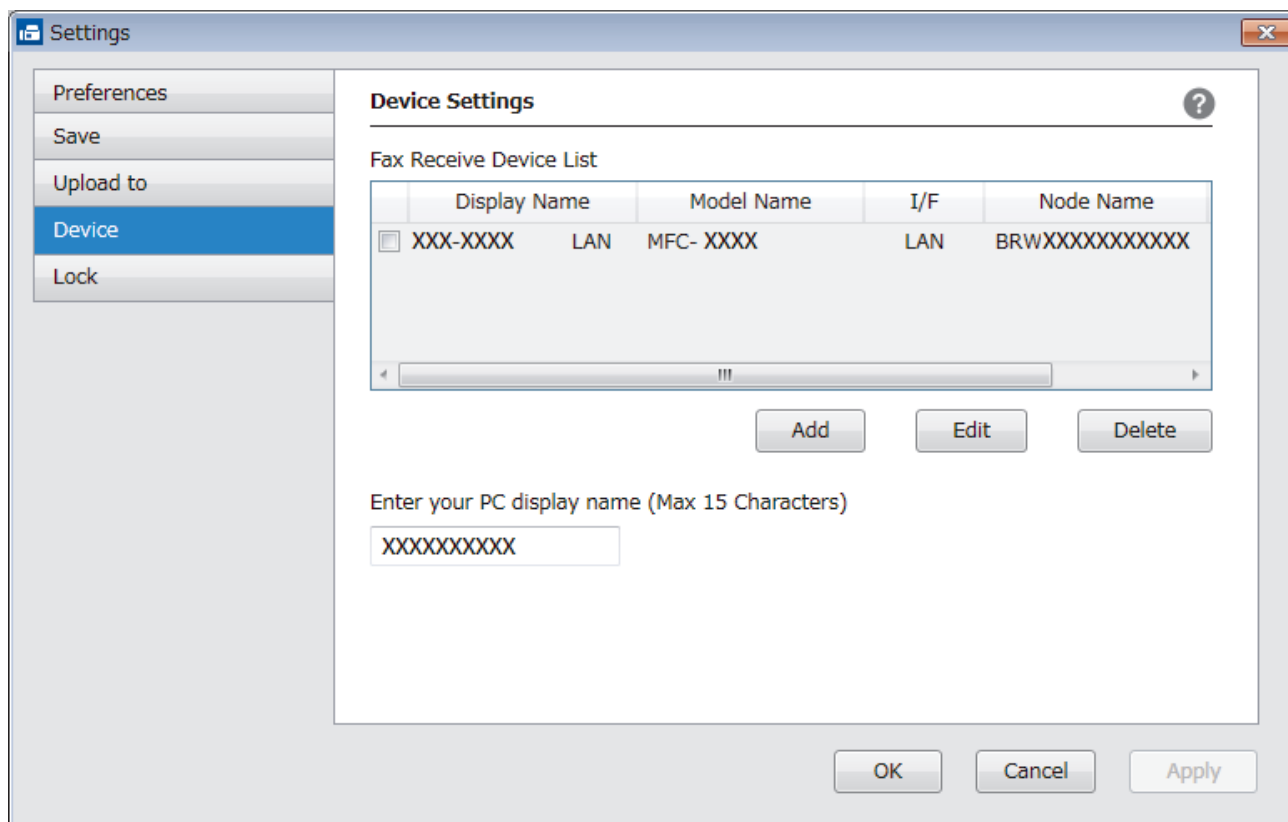 Settings
Preferences
Save
Upload to
Device
Lock
Device Settings
?
Fax Receive Device List
Display Name Model Name I/F Node Name
XXX-XXXX LAN MFC- XXXX LAN BRWXXXXXXXXXXX
Add Edit Delete
Enter your PC display name (Max 15 Characters)
XXXXXXXXXX
OK Cancel Apply